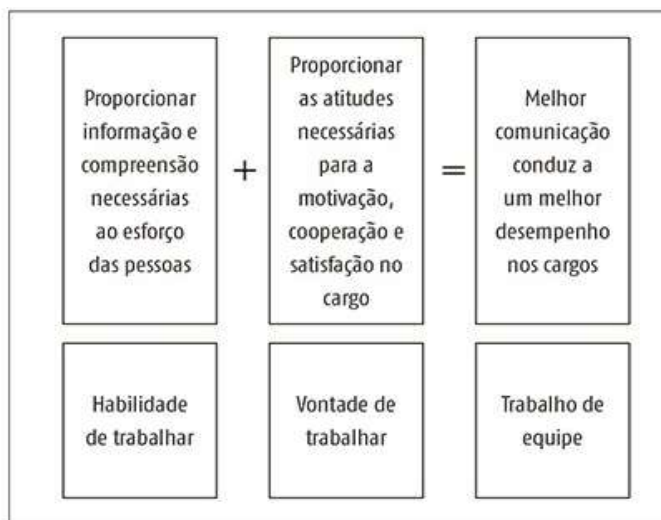 Proporcionar
informação e
compreensão
necessárias
ao esforço
das pessoas
+
Proporcionar
as atitudes
necessárias
para a
motivação,
cooperação e
satisfação no
cargo
=
Melhor
comunicação
conduz a
um melhor
desempenho
nos cargos
Habilidade
de trabalhar
Vontade de
trabalhar
Trabalho de
equipe